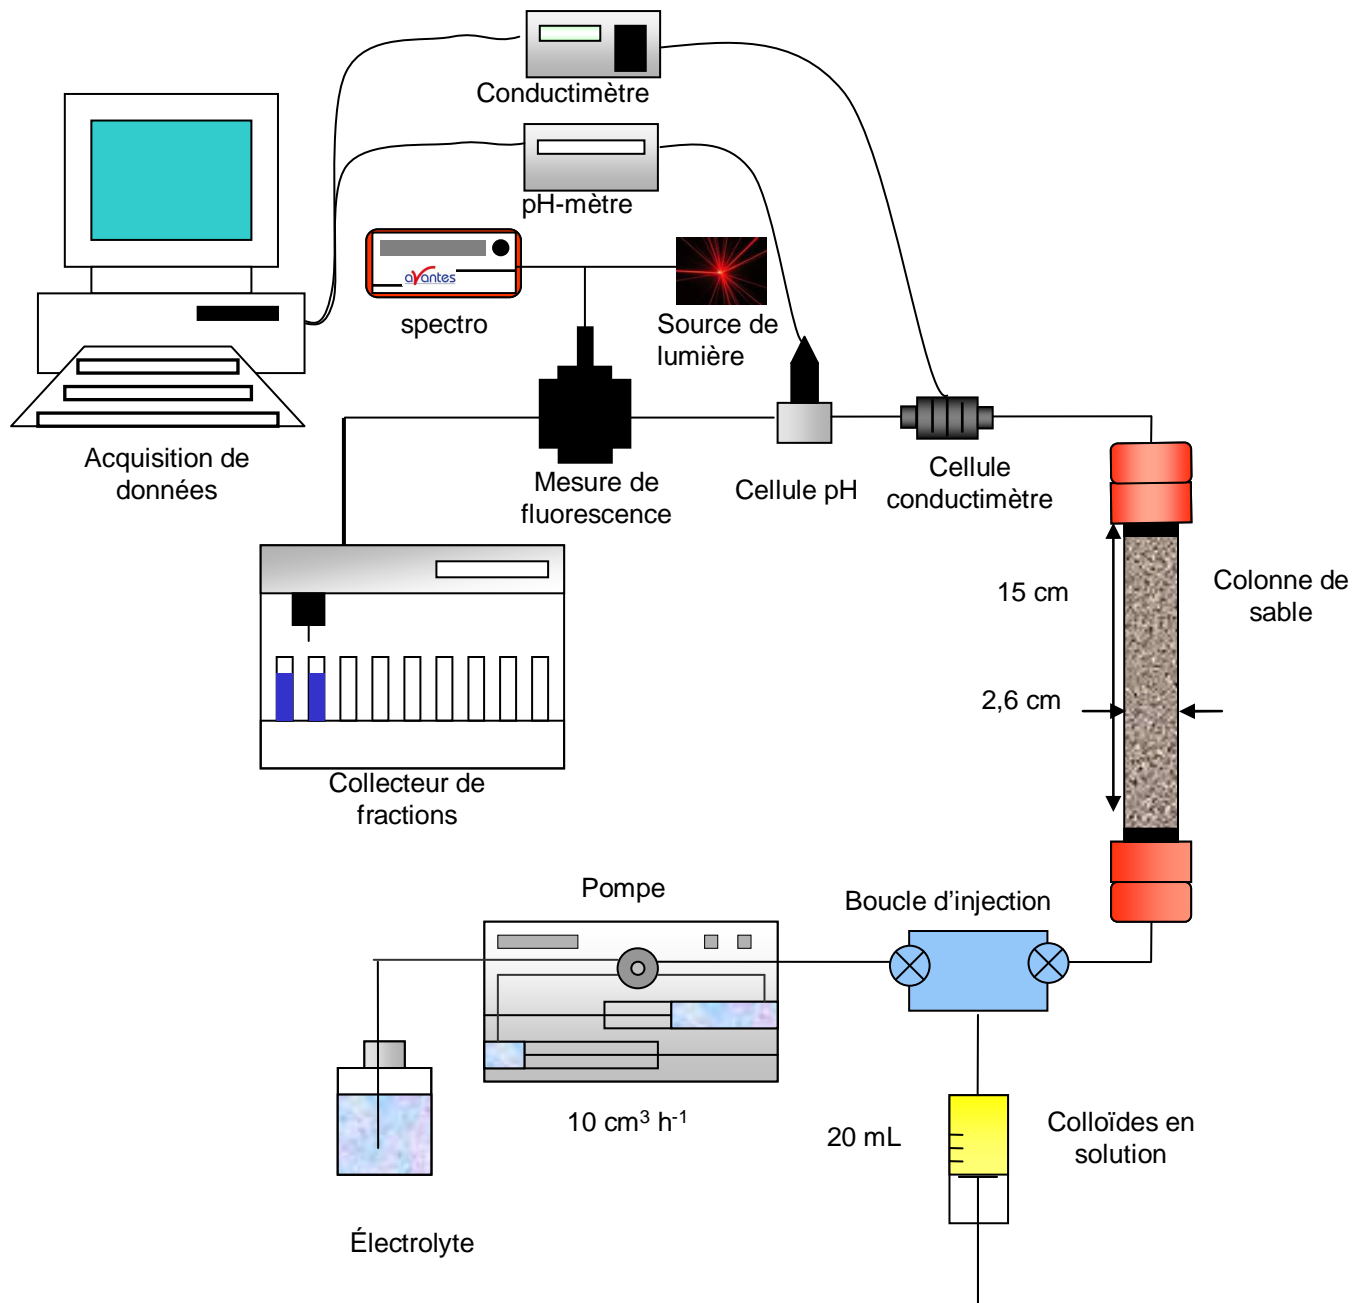 Conductimètre
pH-mètre
avantes
spectro
Source de
lumière
Acquisition de
données
Mesure de
fluorescence
Cellule pH
Cellule
conductimètre
15 cm
Colonne de
sable
2,6 cm
Collecteur de
fractions
Pompe
Boucle d’injection
10 cm³ h⁻¹
20 mL
Colloïdes en
solution
Électrolyte